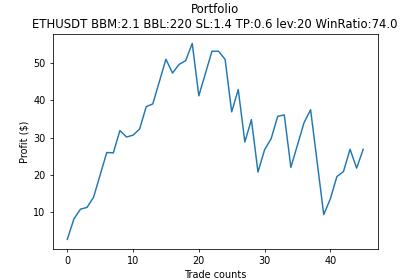 Portfolio
ETHUSDT BBM:2.1 BBL:220 SL:1.4 TP:0.6 lev:20 WinRatio:74.0
50
40
30
20
10
Profit ($)
0 10 20 30 40
Trade counts